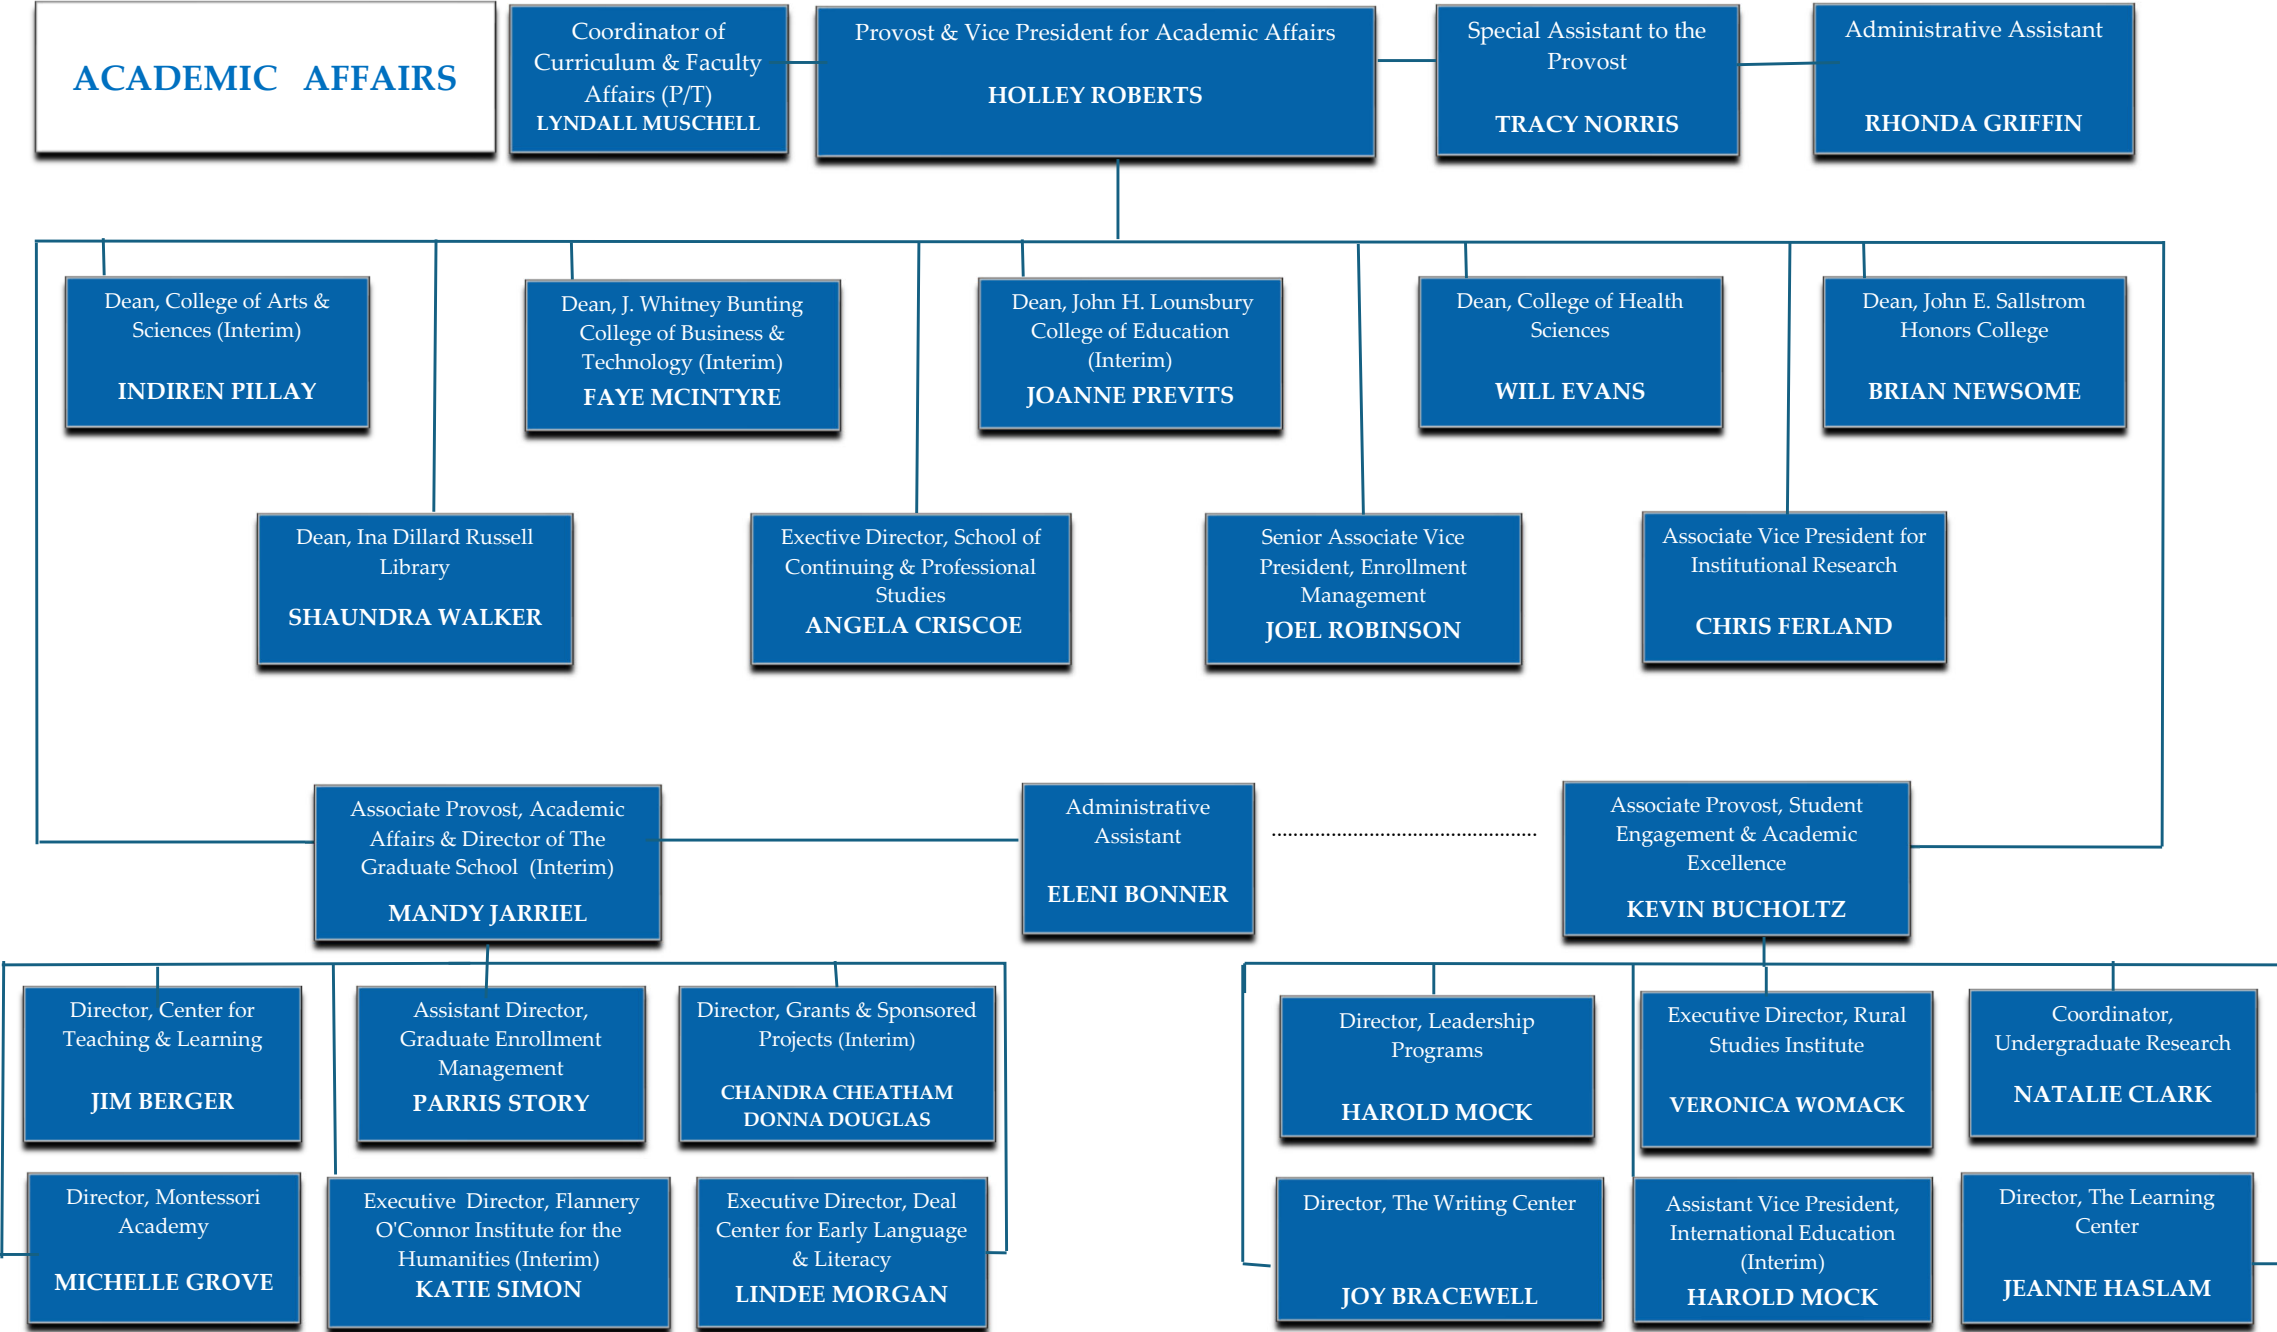 ACADEMIC AFFAIRS
Coordinator of
Curriculum & Faculty
Affairs (P/T)
LYNDALL MUSCHELL
Provost & Vice President for Academic Affairs
HOLLEY ROBERTS
Special Assistant to the
Provost
TRACY NORRIS
Administrative Assistant
RHONDA GRIFFIN
Dean, College of Arts &
Sciences (Interim)
INDIREN PILLAY
Dean, J. Whitney Bunting
College of Business &
Technology (Interim)
FAYE MCINTYRE
Dean, John H. Lounsbury
College of Education
(Interim)
JOANNE PREVITS
Dean, College of Health
Sciences
WILL EVANS
Dean, John E. Sallstrom
Honors College
BRIAN NEWSOME
Dean, Ina Dillard Russell
Library
SHAUNDRA WALKER
Exective Director, School of
Continuing & Professional
Studies
ANGELA CRISCOE
Senior Associate Vice
President, Enrollment
Management
JOEL ROBINSON
Associate Vice President for
Institutional Research
CHRIS FERLAND
Associate Provost, Academic
Affairs & Director of The
Graduate School (Interim)
MANDY JARRIEL
Administrative
Assistant
ELENI BONNER
Associate Provost, Student
Engagement & Academic
Excellence
KEVIN BUCHOLTZ
Director, Center for
Teaching & Learning
JIM BERGER
Assistant Director,
Graduate Enrollment
Management
PARRIS STORY
Director, Grants & Sponsored
Projects (Interim)
CHANDRA CHEATHAM
DONNA DOUGLAS
Director, Leadership
Programs
HAROLD MOCK
Executive Director, Rural
Studies Institute
VERONICA WOMACK
Coordinator,
Undergraduate Research
NATALIE CLARK
Director, Montessori
Academy
MICHELLE GROVE
Executive Director, Flannery
O'Connor Institute for the
Humanities (Interim)
KATIE SIMON
Executive Director, Deal
Center for Early Language
& Literacy
LINDEE MORGAN
Director, The Writing Center
JOY BRACEWELL
Assistant Vice President,
International Education
(Interim)
HAROLD MOCK
Director, The Learning
Center
JEANNE HASLAM